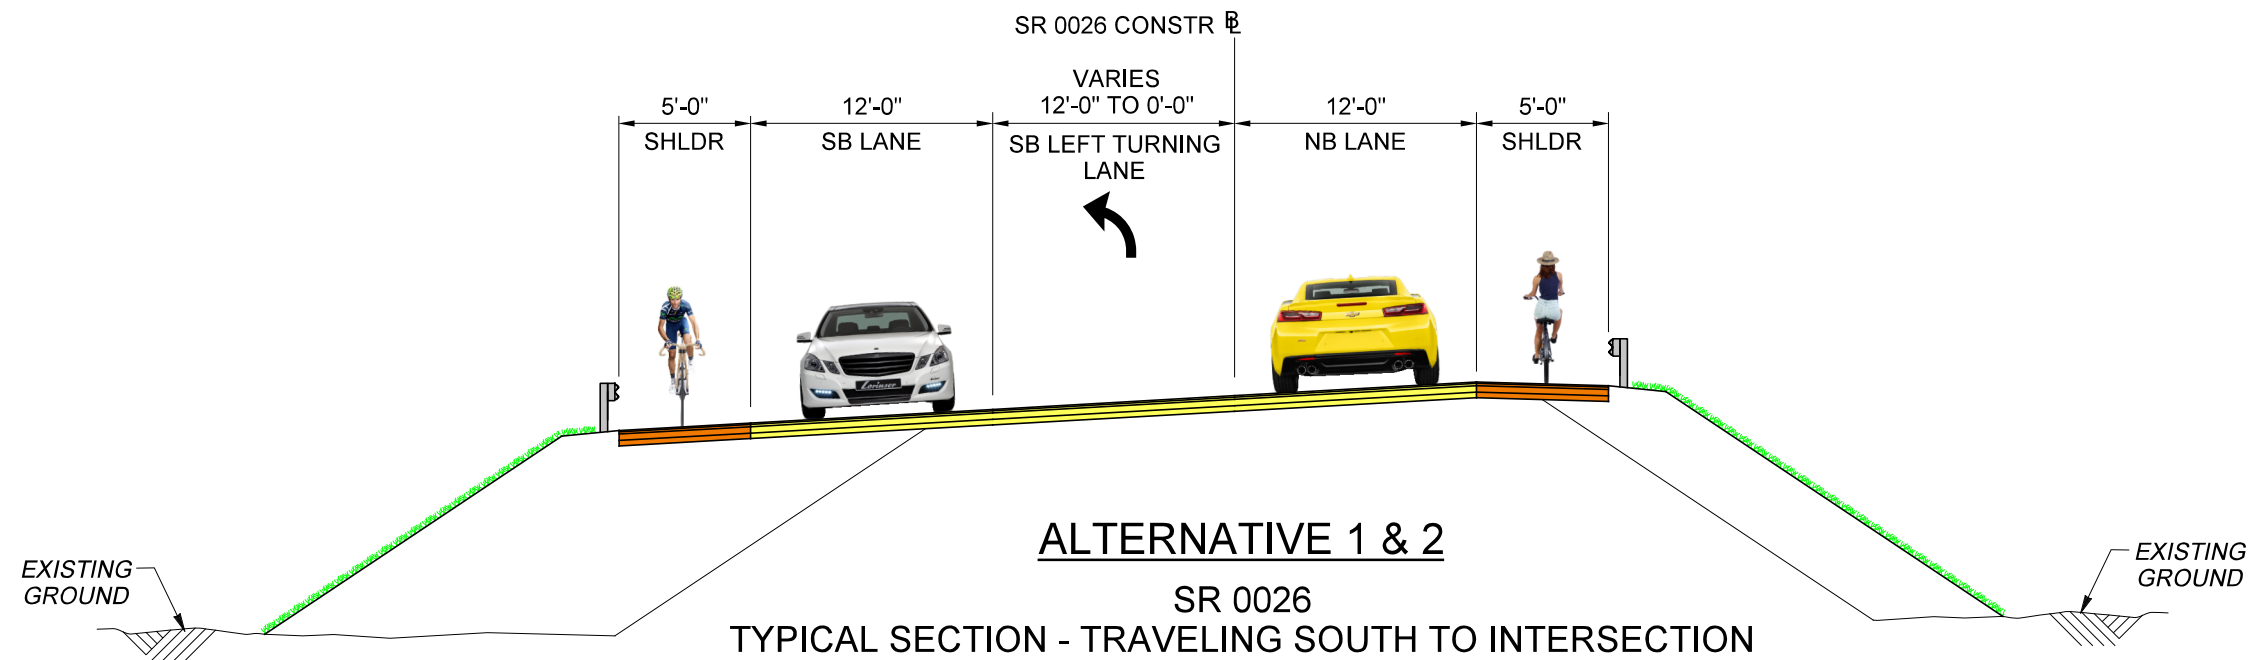 SR 0026 CONSTR BL
VARIES
5'-0"
12'-0"
12'-0" TO 0'-0"
12'-0"
5'-0"
SHLDR
SB LANE
SB LEFT TURNING
LANE
NB LANE
SHLDR
Lorinser
ALTERNATIVE 1 & 2
EXISTING
GROUND
EXISTING
GROUND
SR 0026
TYPICAL SECTION - TRAVELING SOUTH TO INTERSECTION